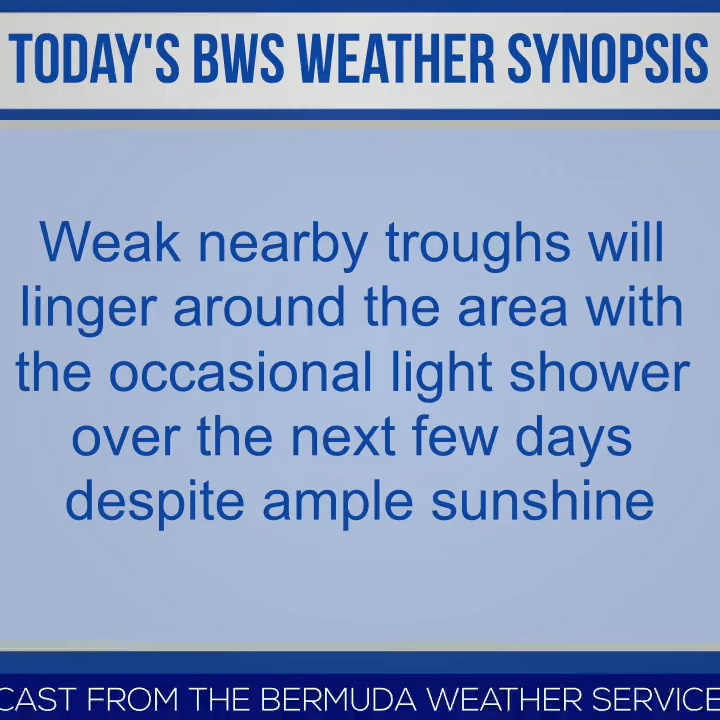 TODAY'S BWS WEATHER SYNOPSIS
Weak nearby troughs will
linger around the area with
the occasional light shower
over the next few days
despite ample sunshine
CAST FROM THE BERMUDA WEATHER SERVICE